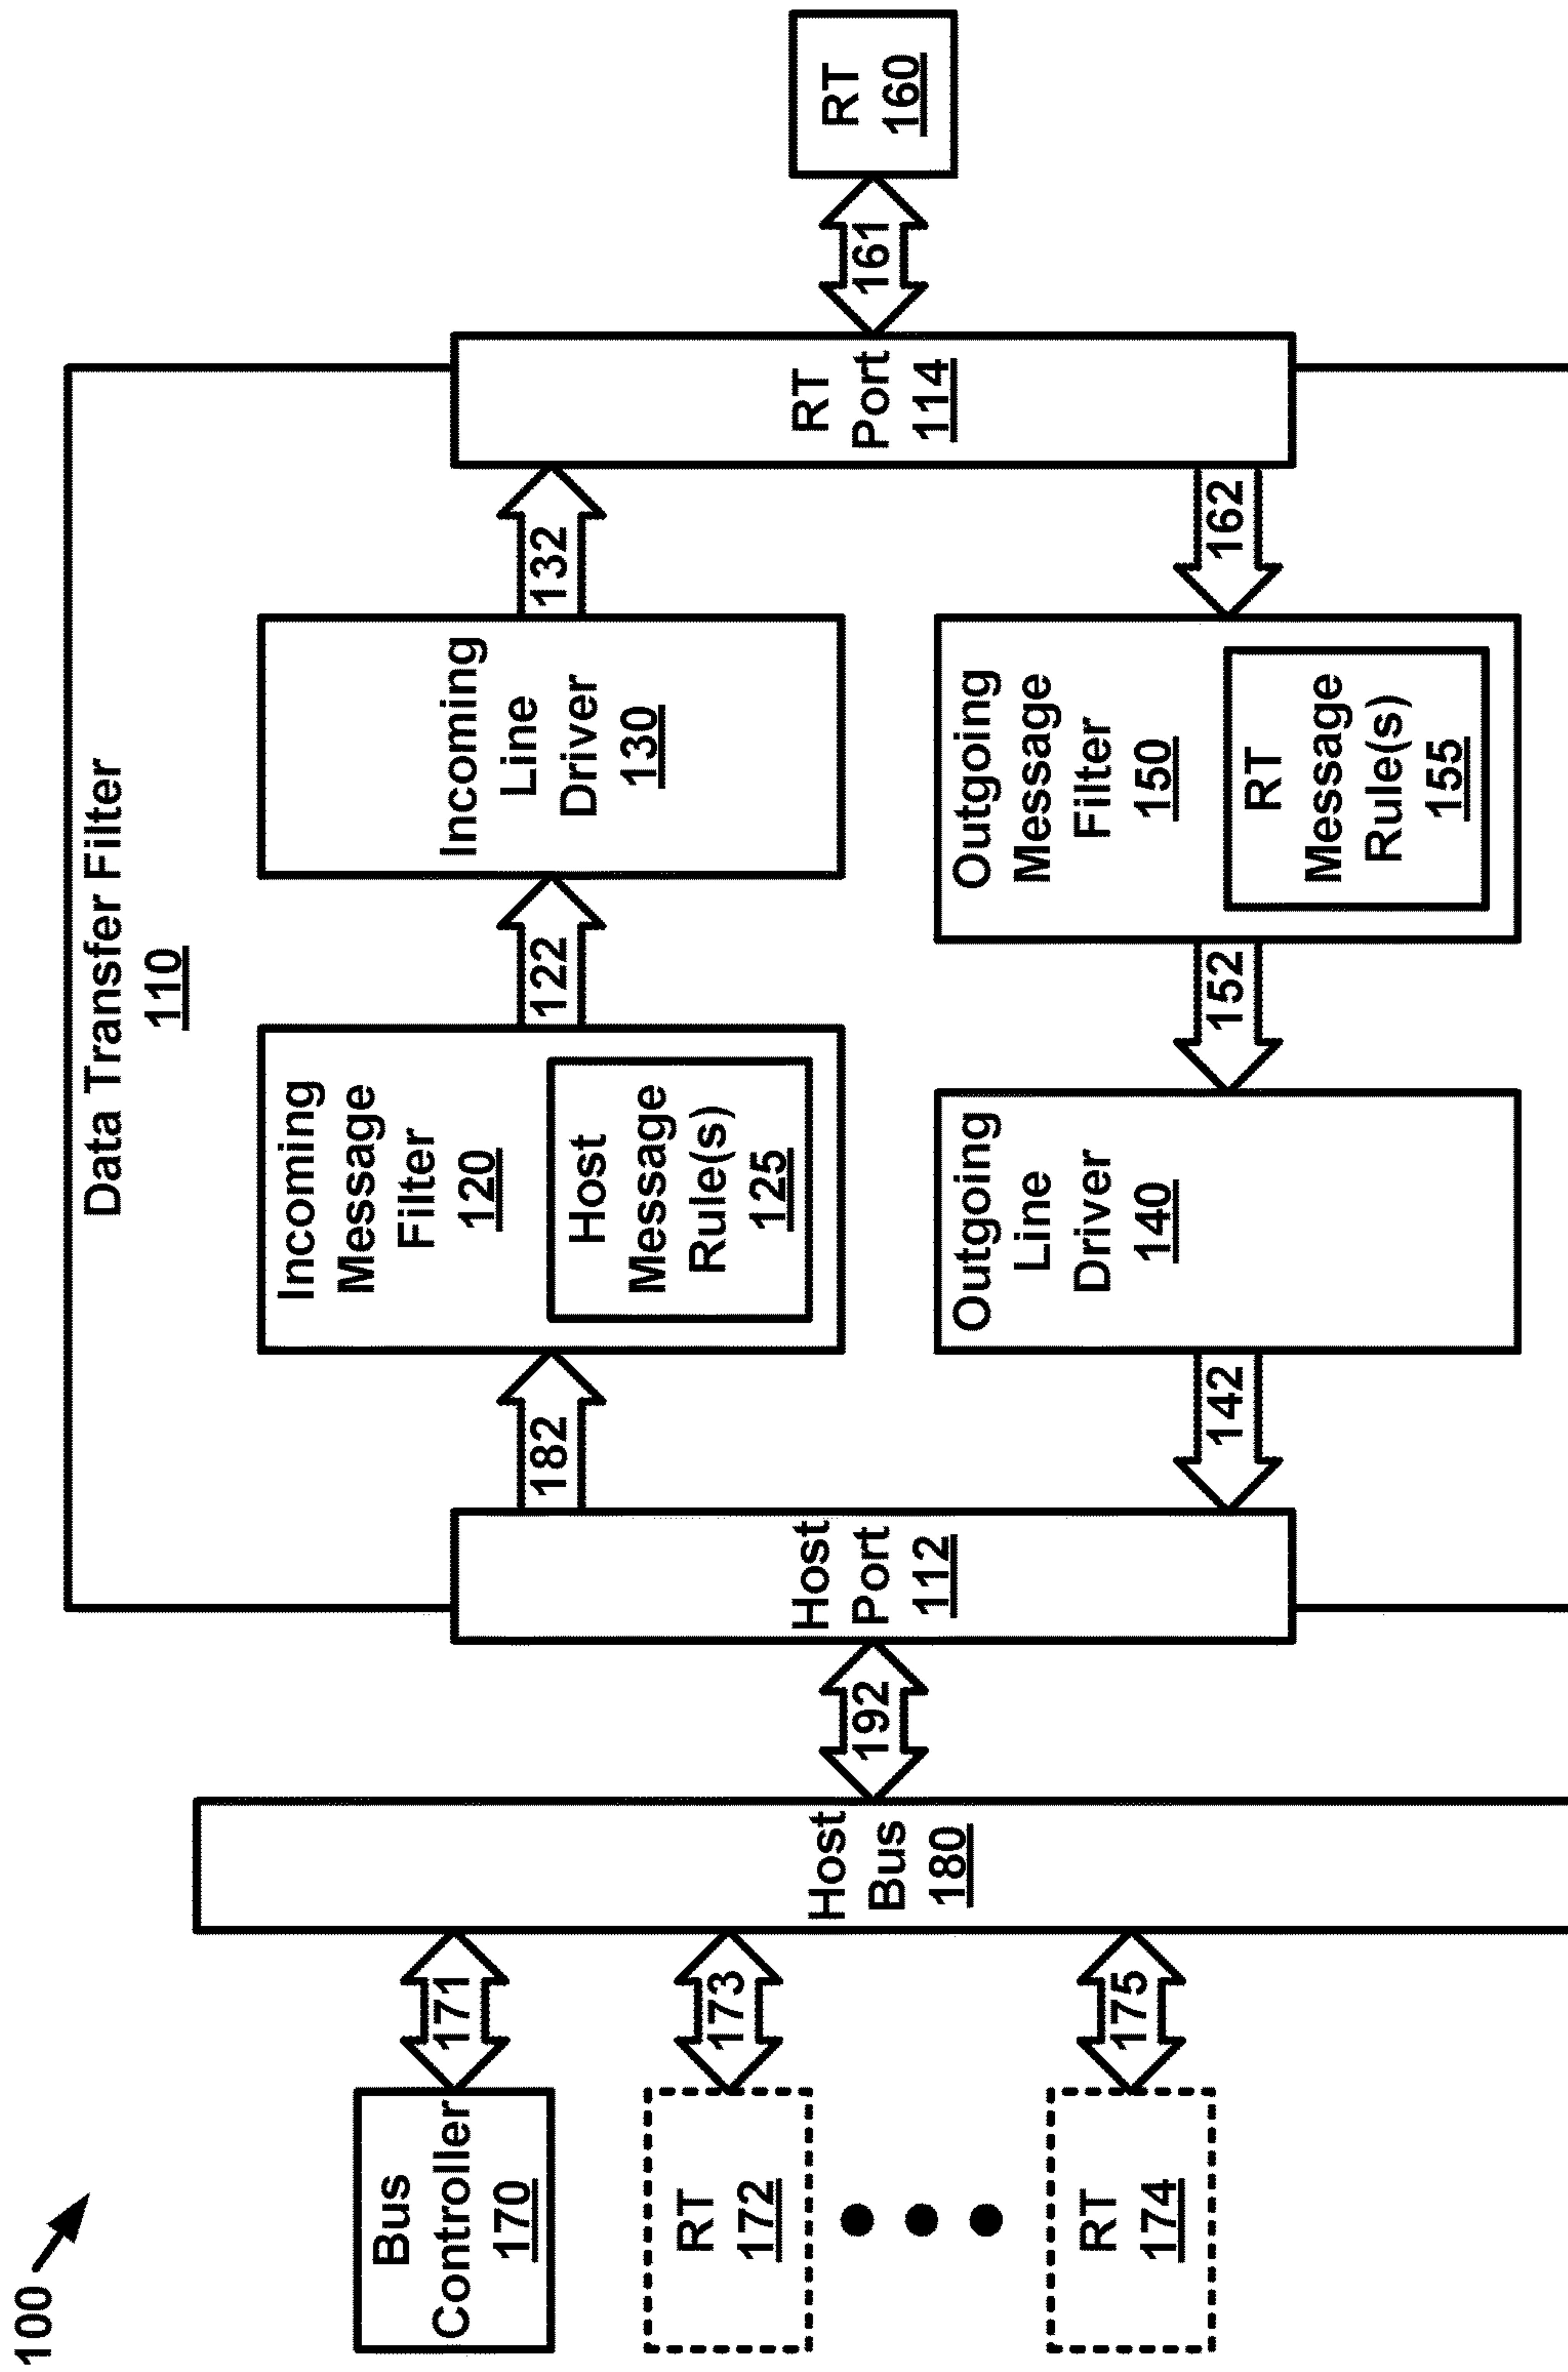 100
Bus
Controller
170
RT
172
RT
174
171
173
175
Host
Bus
180
192
Data Transfer Filter
110
Host
Port
112
182
Incoming
Message
Filter
120
Host
Message
Rule(s)
125
122
Incoming
Line
Driver
130
132
142
Outgoing
Line
Driver
140
152
Outgoing
Message
Filter
150
RT
Message
Rule(s)
155
162
RT
Port
114
161
RT
160